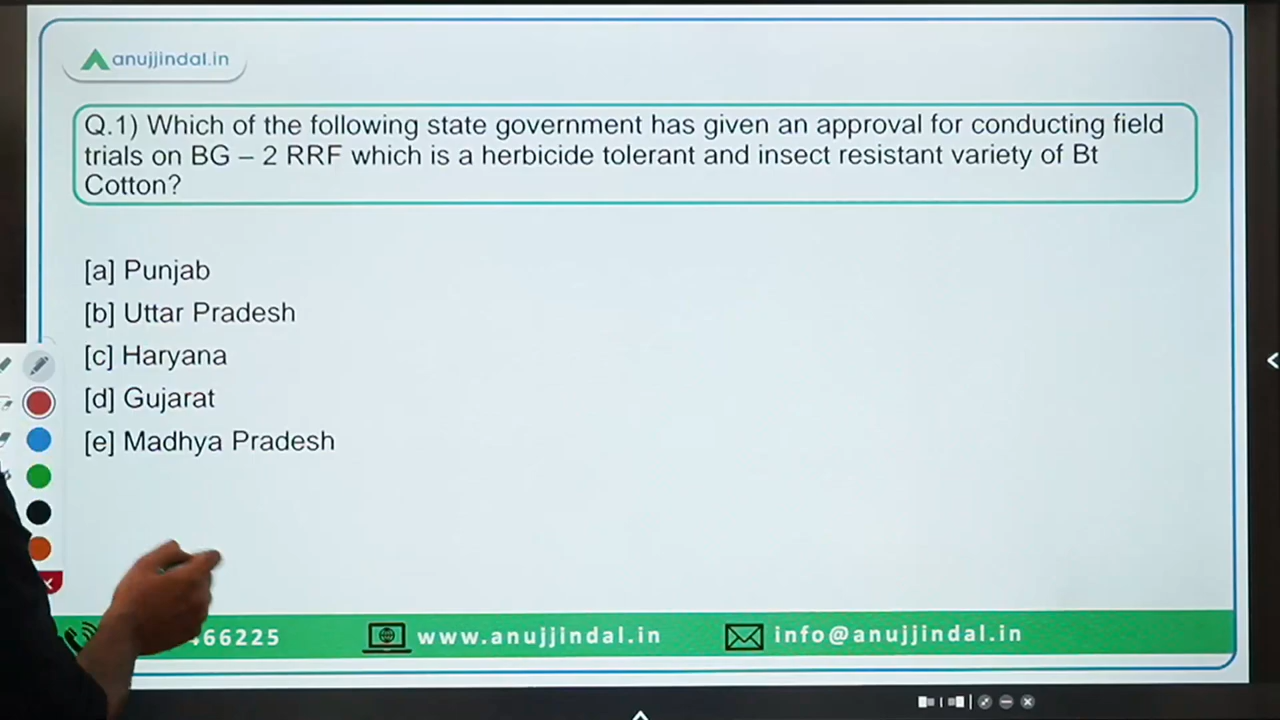 anujjindal.in
Q.1) Which of the following state government has given an approval for conducting field
trials on BG – 2 RRF which is a herbicide tolerant and insect resistant variety of Bt
Cotton?
[a] Punjab
[b] Uttar Pradesh
[c] Haryana
[d] Gujarat
[e] Madhya Pradesh
66225
www.anujjindal.in
info@anujjindal.in